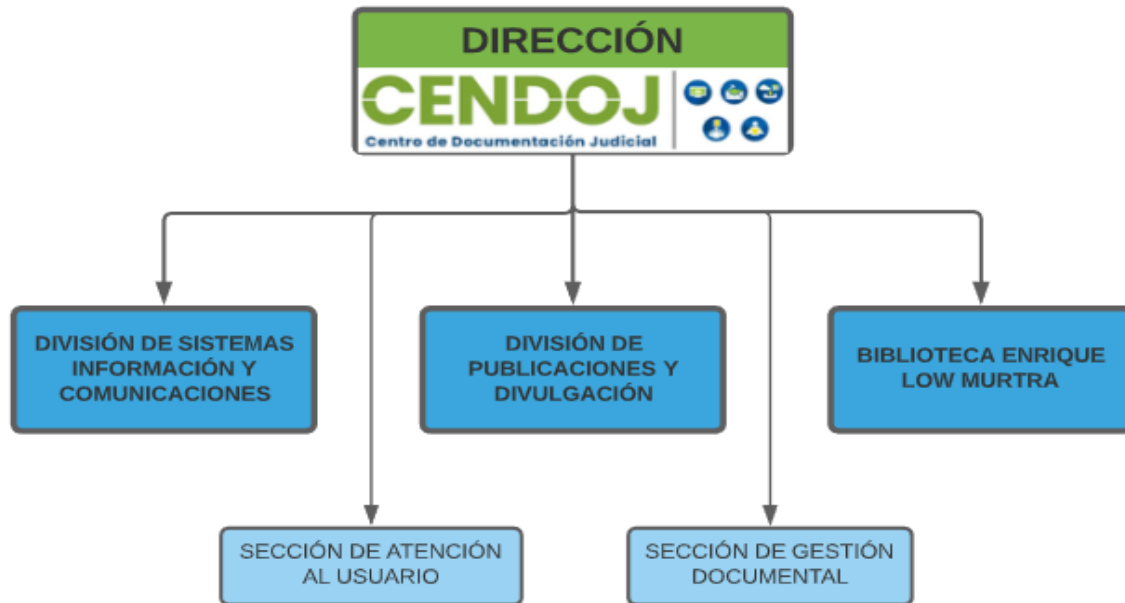 DIRECCIÓN
CENDOJ
Centro de Documentación Judicial
DIVISIÓN DE SISTEMAS
INFORMACIÓN Y
COMUNICACIONES
DIVISIÓN DE
PUBLICACIONES Y
DIVULGACIÓN
BIBLIOTECA ENRIQUE
LOW MURTRA
SECCIÓN DE ATENCIÓN
AL USUARIO
SECCIÓN DE GESTIÓN
DOCUMENTAL